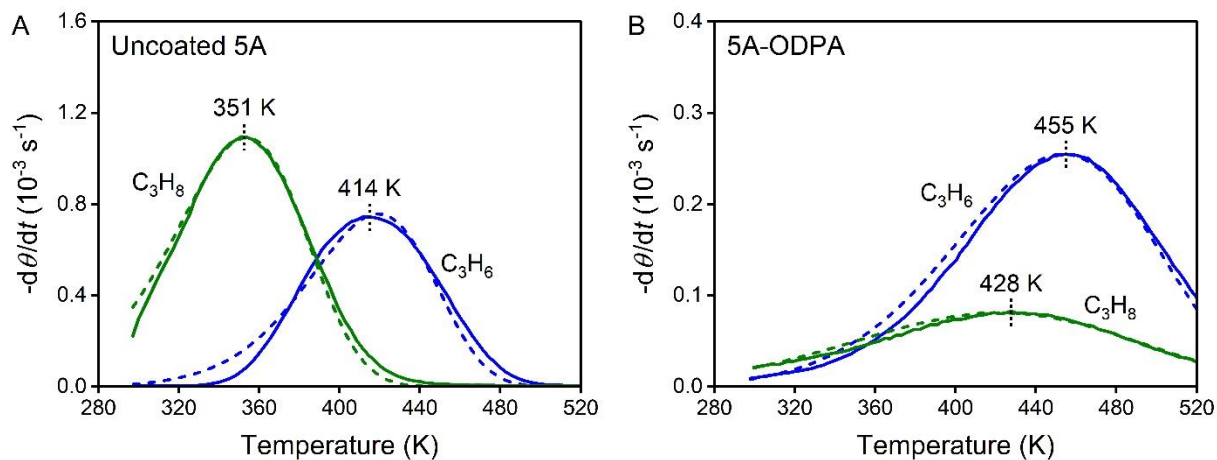 A
Uncoated 5A
1.6
1.2
0.8
0.4
0.0
351 K
414 K
C₃H₈
C₃H₆
280 320 360 400 440 480 520
Temperature (K)
-dθ/dt (10⁻³ s⁻¹)
B
5A-ODPA
0.4
0.3
0.2
0.1
0.0
455 K
C₃H₆
428 K
C₃H₈
280 320 360 400 440 480 520
Temperature (K)
-dθ/dt (10⁻³ s⁻¹)